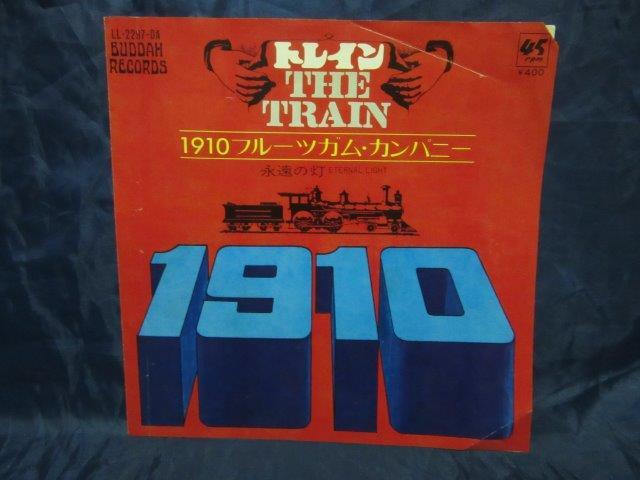 LL-2297-DA
BUDDAH
RECORDS
トレイン
THE
TRAIN
45
rpm
¥400
1910フルーツガム・カンパニー
永遠の灯 ETERNAL LIGHT
1910